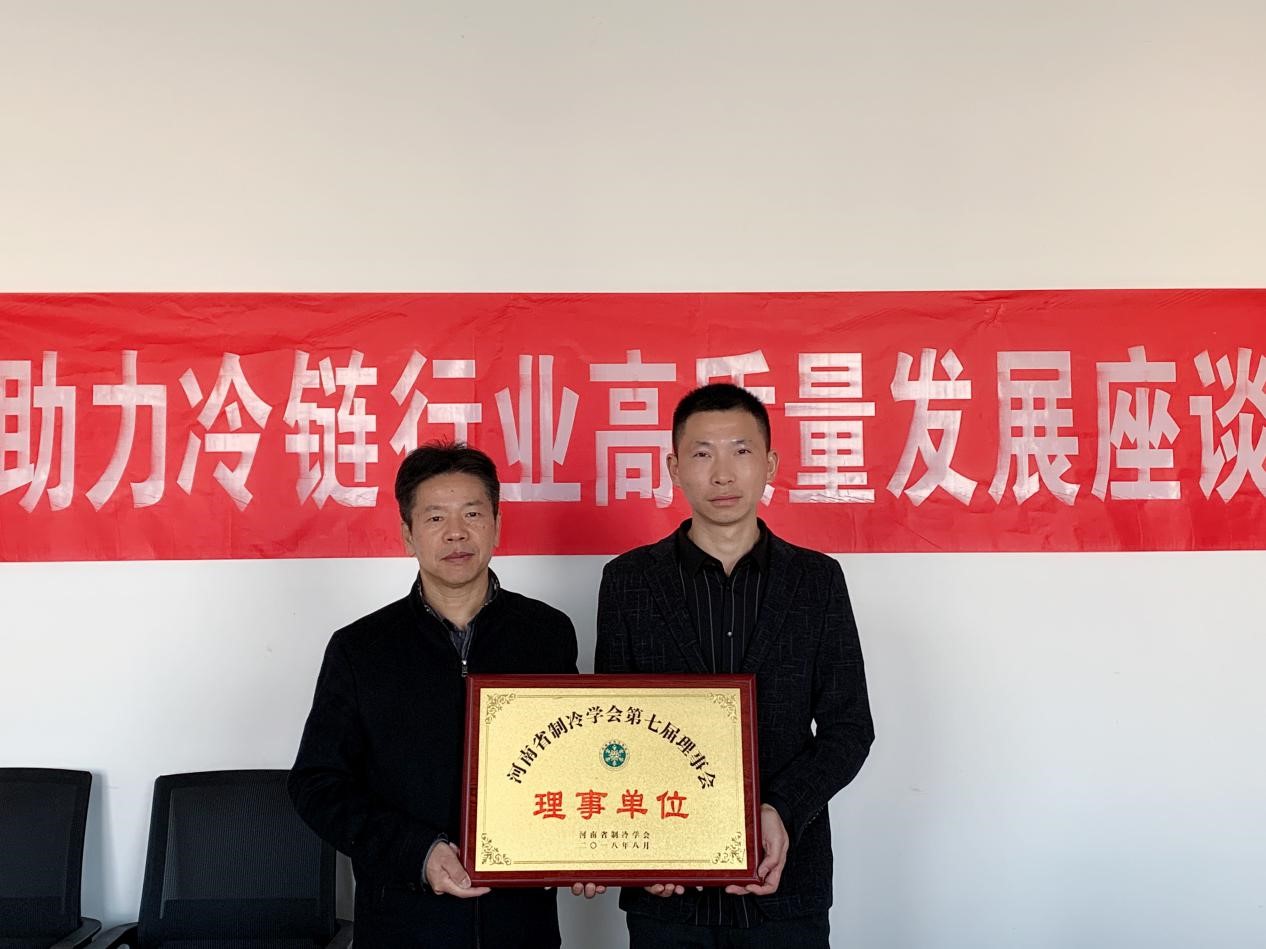 助力冷链行业高质量发展座谈
河南省制冷学会第七届理事会
理事单位
河南省制冷学会
二〇一八年八月